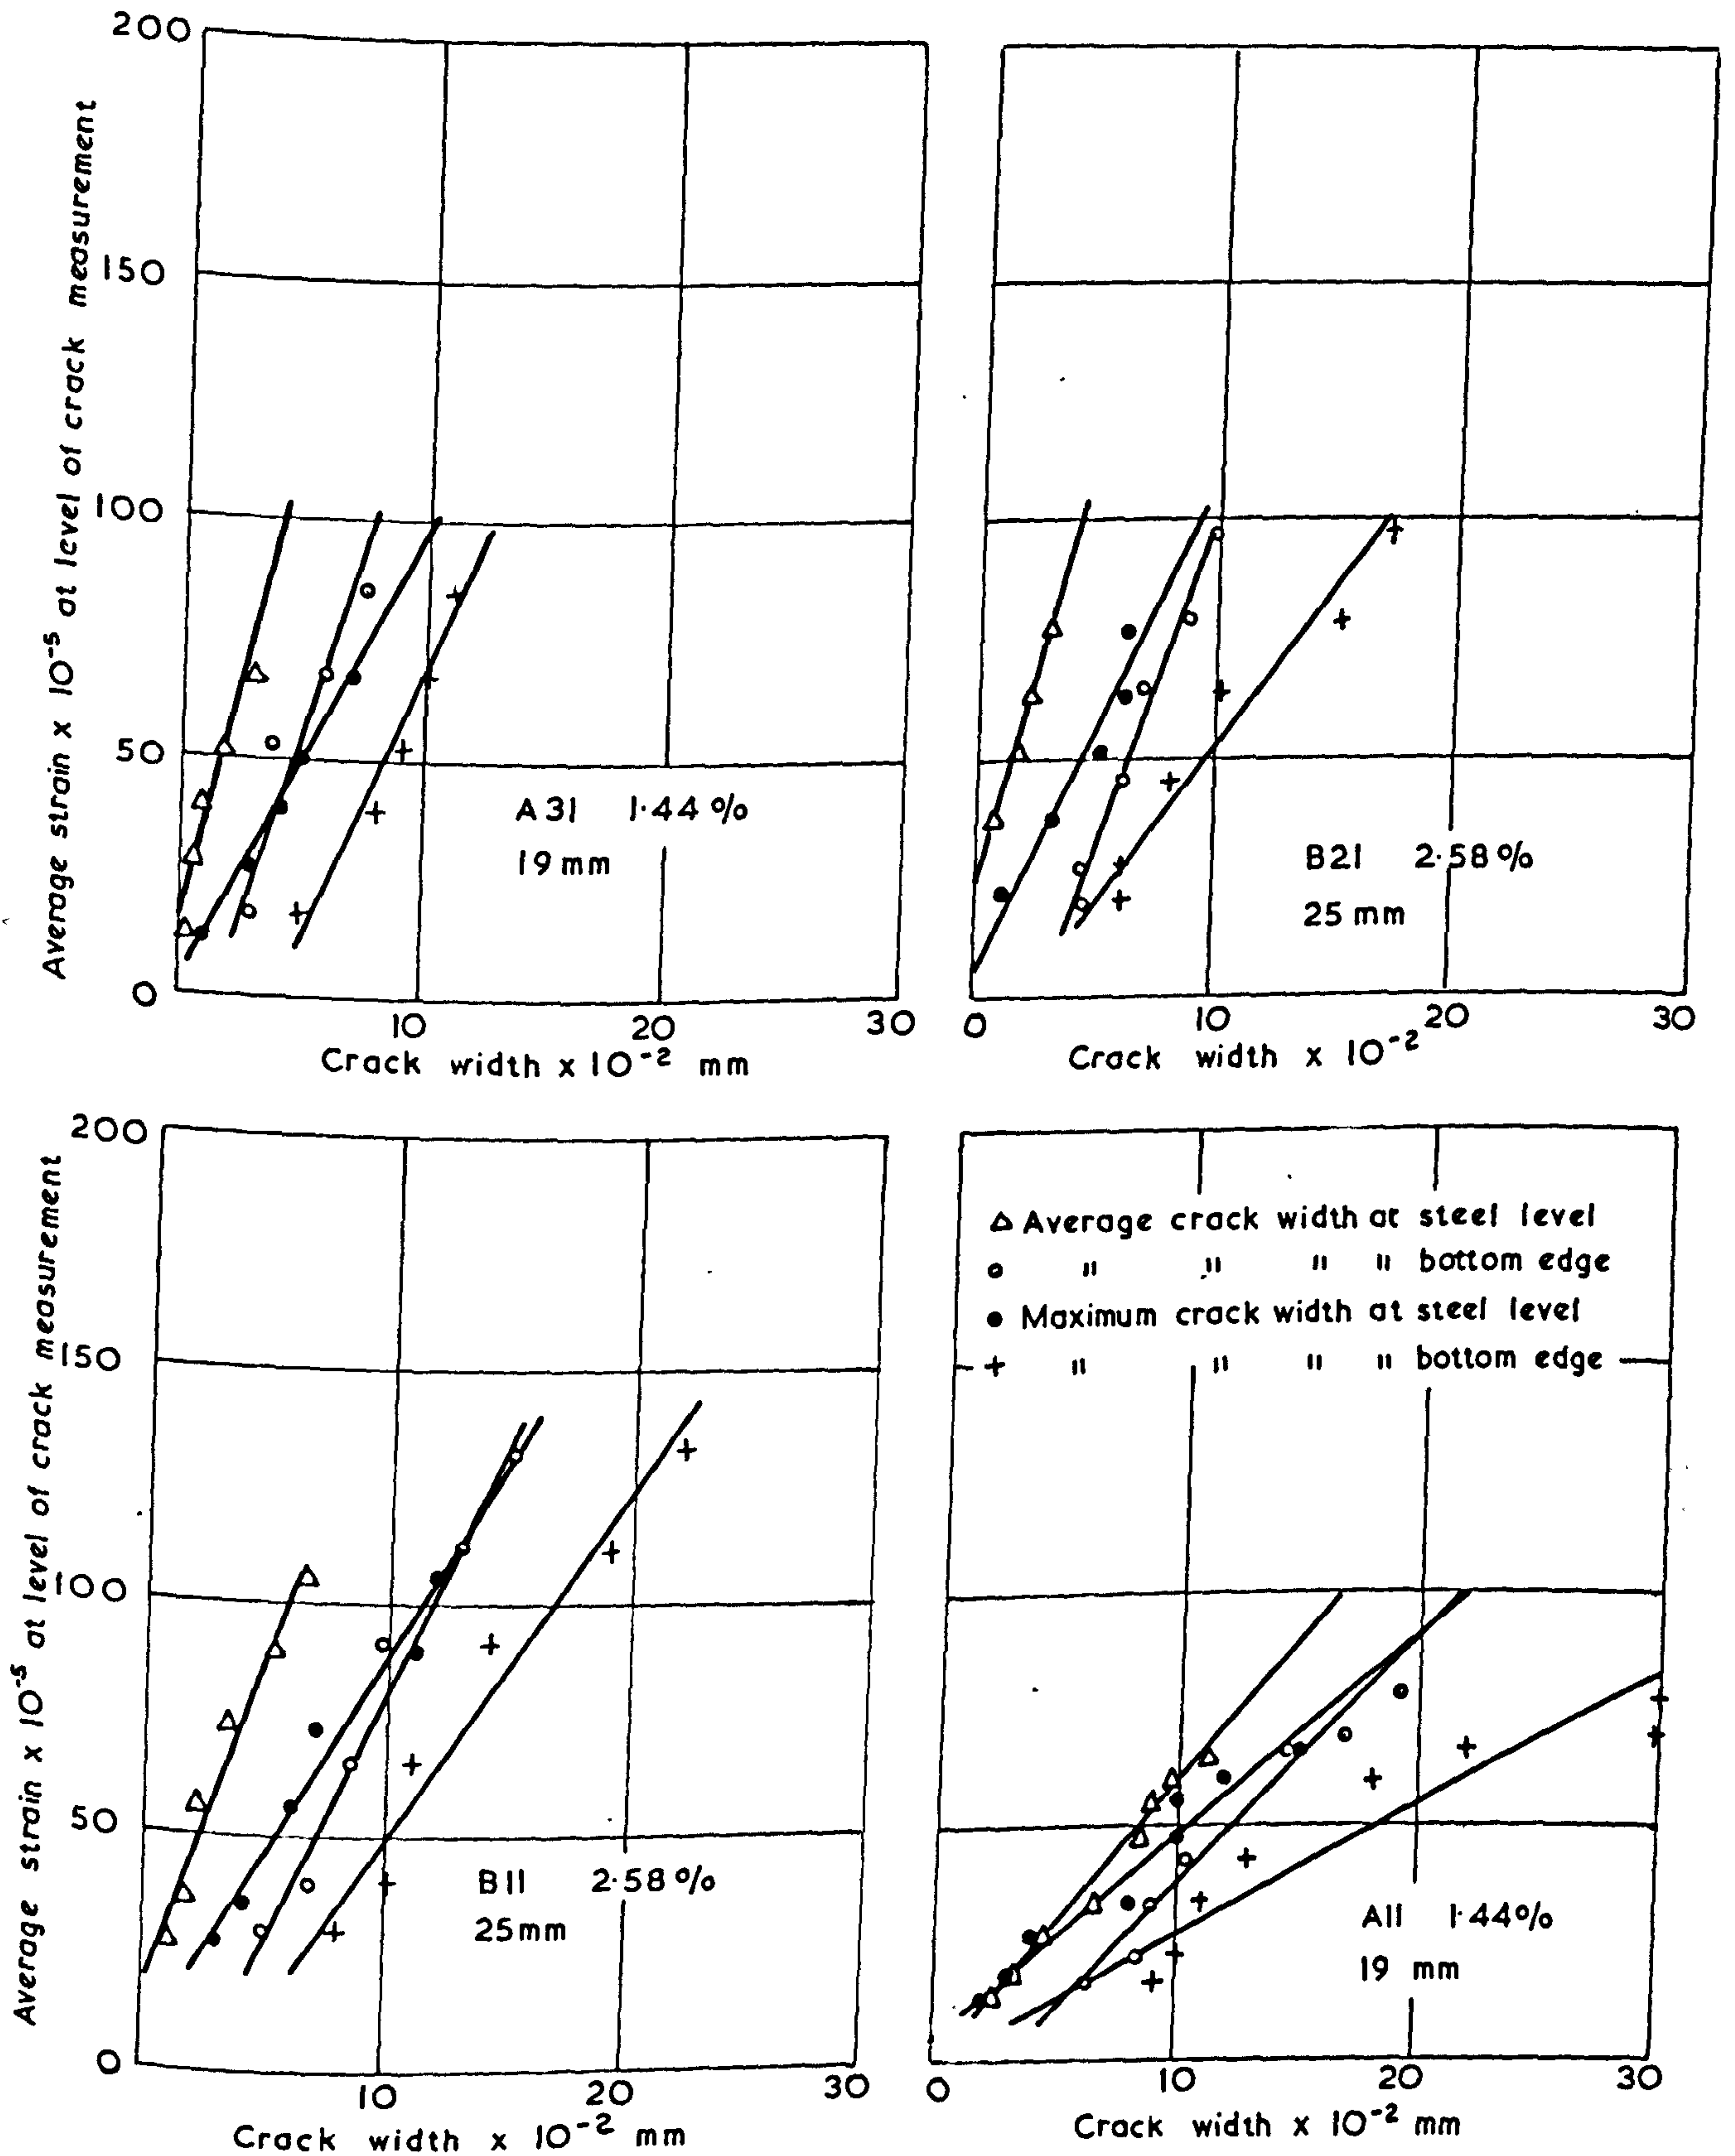 200
150
100
50
0
Average strain x 10⁻⁵ at level of crack measurement
A31 1·44 %
19 mm
10 20 30
Crack width x 10⁻² mm
B21 2·58 %
25 mm
0 10 20 30
Crack width x 10⁻²
200
150
100
50
0
Average strain x 10⁻⁵ at level of crack measurement
B11 2·58 %
25mm
10 20 30
Crack width x 10⁻² mm
△ Average crack width at steel level
o " " " " bottom edge
● Maximum crack width at steel level
+ " " " " bottom edge
A11 1·44%
19 mm
0 10 20 30
Crack width x 10⁻² mm